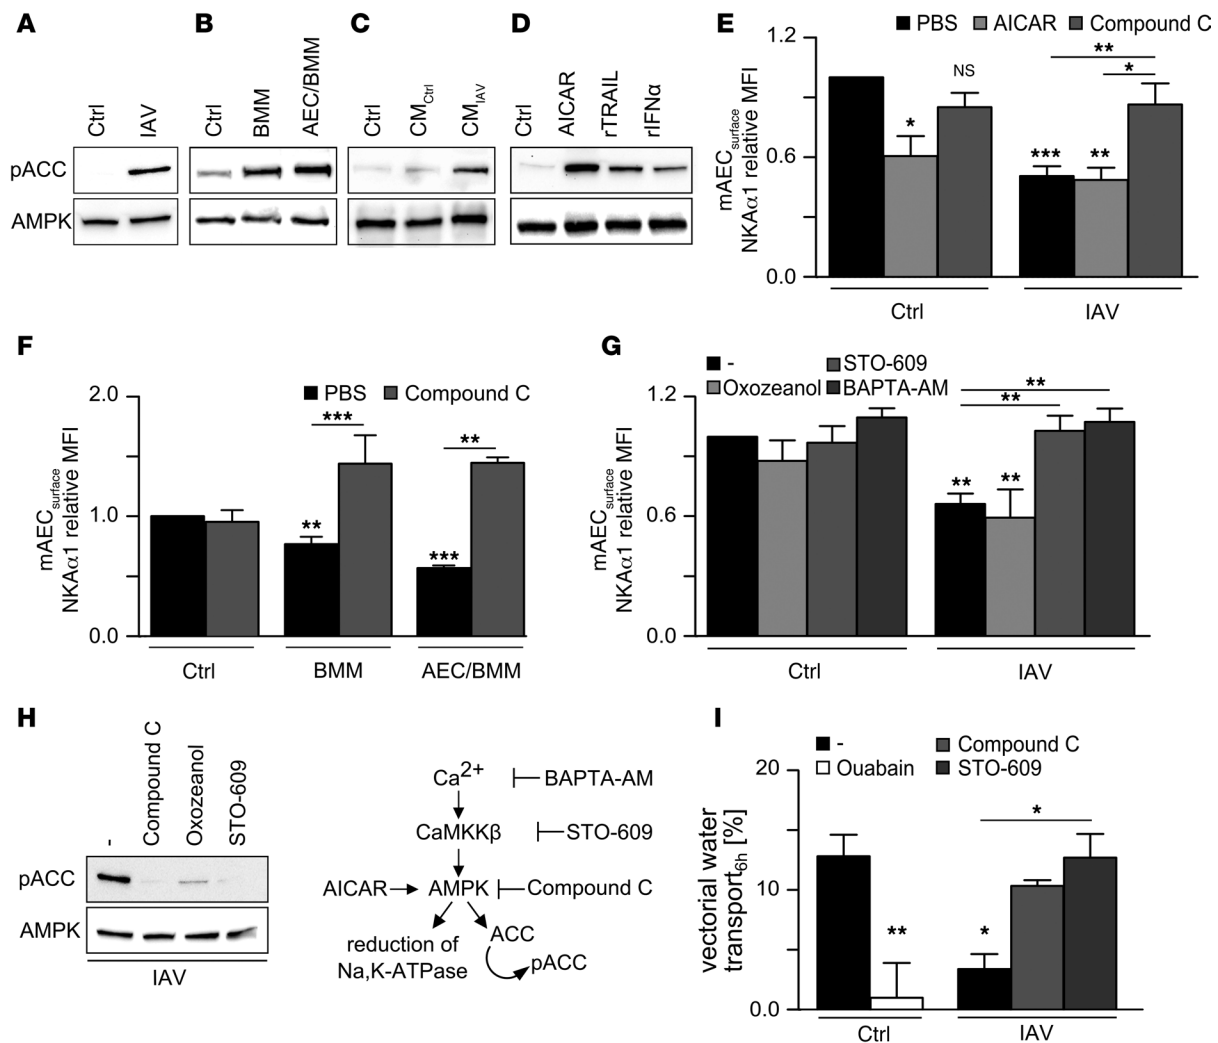 A
Ctrl
IAV
pACC
AMPK
B
Ctrl
BMM
AEC/BMM
C
Ctrl
CMCtrl
CMIAV
D
Ctrl
AICAR
rTRAIL
rIFNα
E
PBS
AICAR
Compound C
mAECsurface
NKAα1 relative MFI
1.2
0.6
0.0
*
NS
***
**
**
*
Ctrl
IAV
F
PBS
Compound C
mAECsurface
NKAα1 relative MFI
2.0
1.0
0.0
**
***
***
**
Ctrl
BMM
AEC/BMM
G
-
STO-609
Oxozeanol
BAPTA-AM
mAECsurface
NKAα1 relative MFI
1.2
0.6
0.0
**
**
**
**
Ctrl
IAV
H
-
Compound C
Oxozeanol
STO-609
pACC
AMPK
IAV
Ca2+
BAPTA-AM
CaMKKβ
STO-609
AICAR
AMPK
Compound C
reduction of
Na,K-ATPase
ACC
pACC
I
-
Compound C
Ouabain
STO-609
vectorial water
transport6h [%]
20
10
0.0
**
*
*
Ctrl
IAV